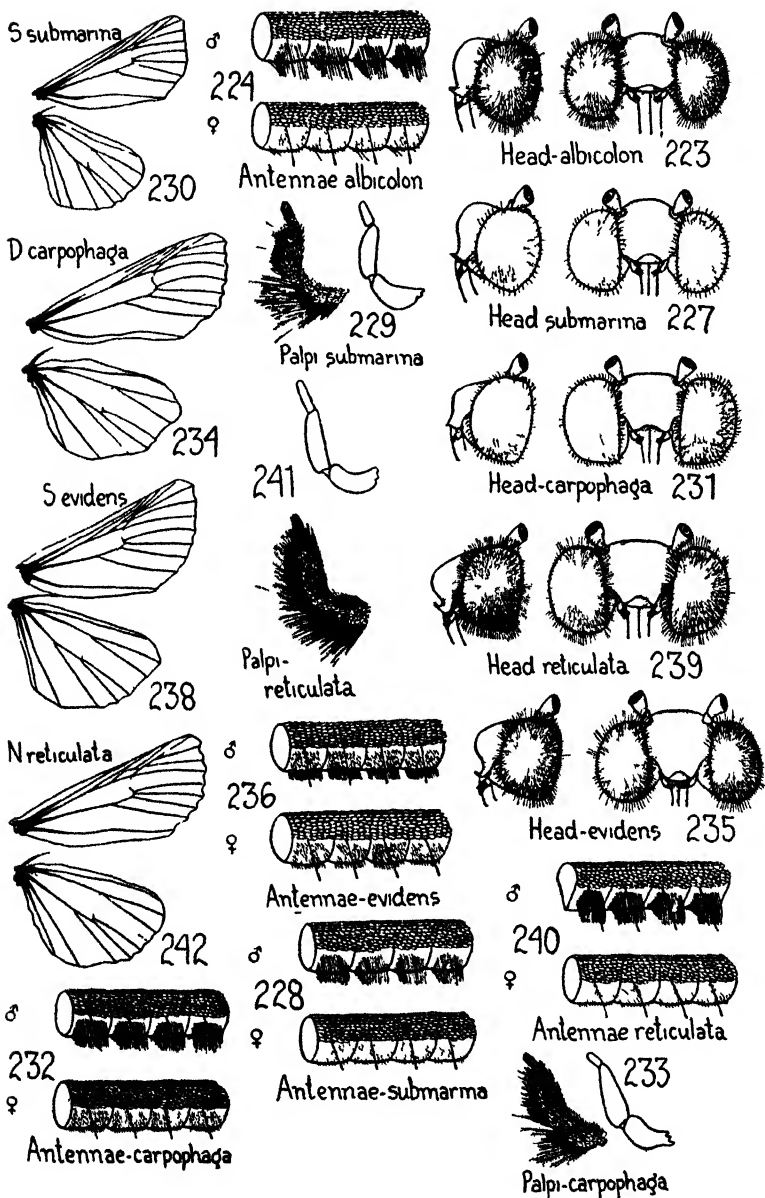 S submarina
230
♂
224
♀
Antennae albicolon
Head-albicolon 223
D carpophaga
234
229
Palpi submarina
Head submarina 227
241
Head-carpophaga 231
S evidens
238
Palpi-
reticulata
Head reticulata 239
N reticulata
242
♂
236
♀
Antennae-evidens
Head-evidens 235
♂
240
♀
Antennae reticulata
♂
228
♀
Antennae-submarma
♂
232
♀
Antennae-carpophaga
233
Palpi-carpophaga